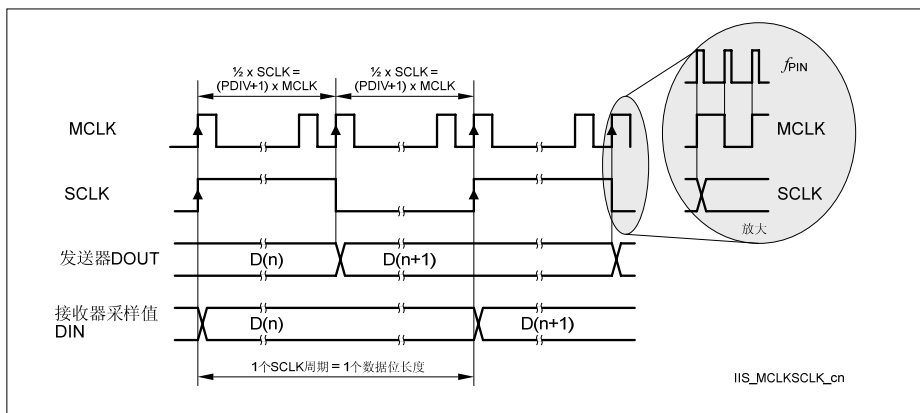 ½ x SCLK =
(PDIV+1) x MCLK
½ x SCLK =
(PDIV+1) x MCLK
fPIN
MCLK
MCLK
SCLK
SCLK
放大
发送器DOUT
D(n)
D(n+1)
接收器采样值
DIN
D(n)
D(n+1)
1个SCLK周期 = 1个数据位长度
IIS_MCLKSCLK_cn